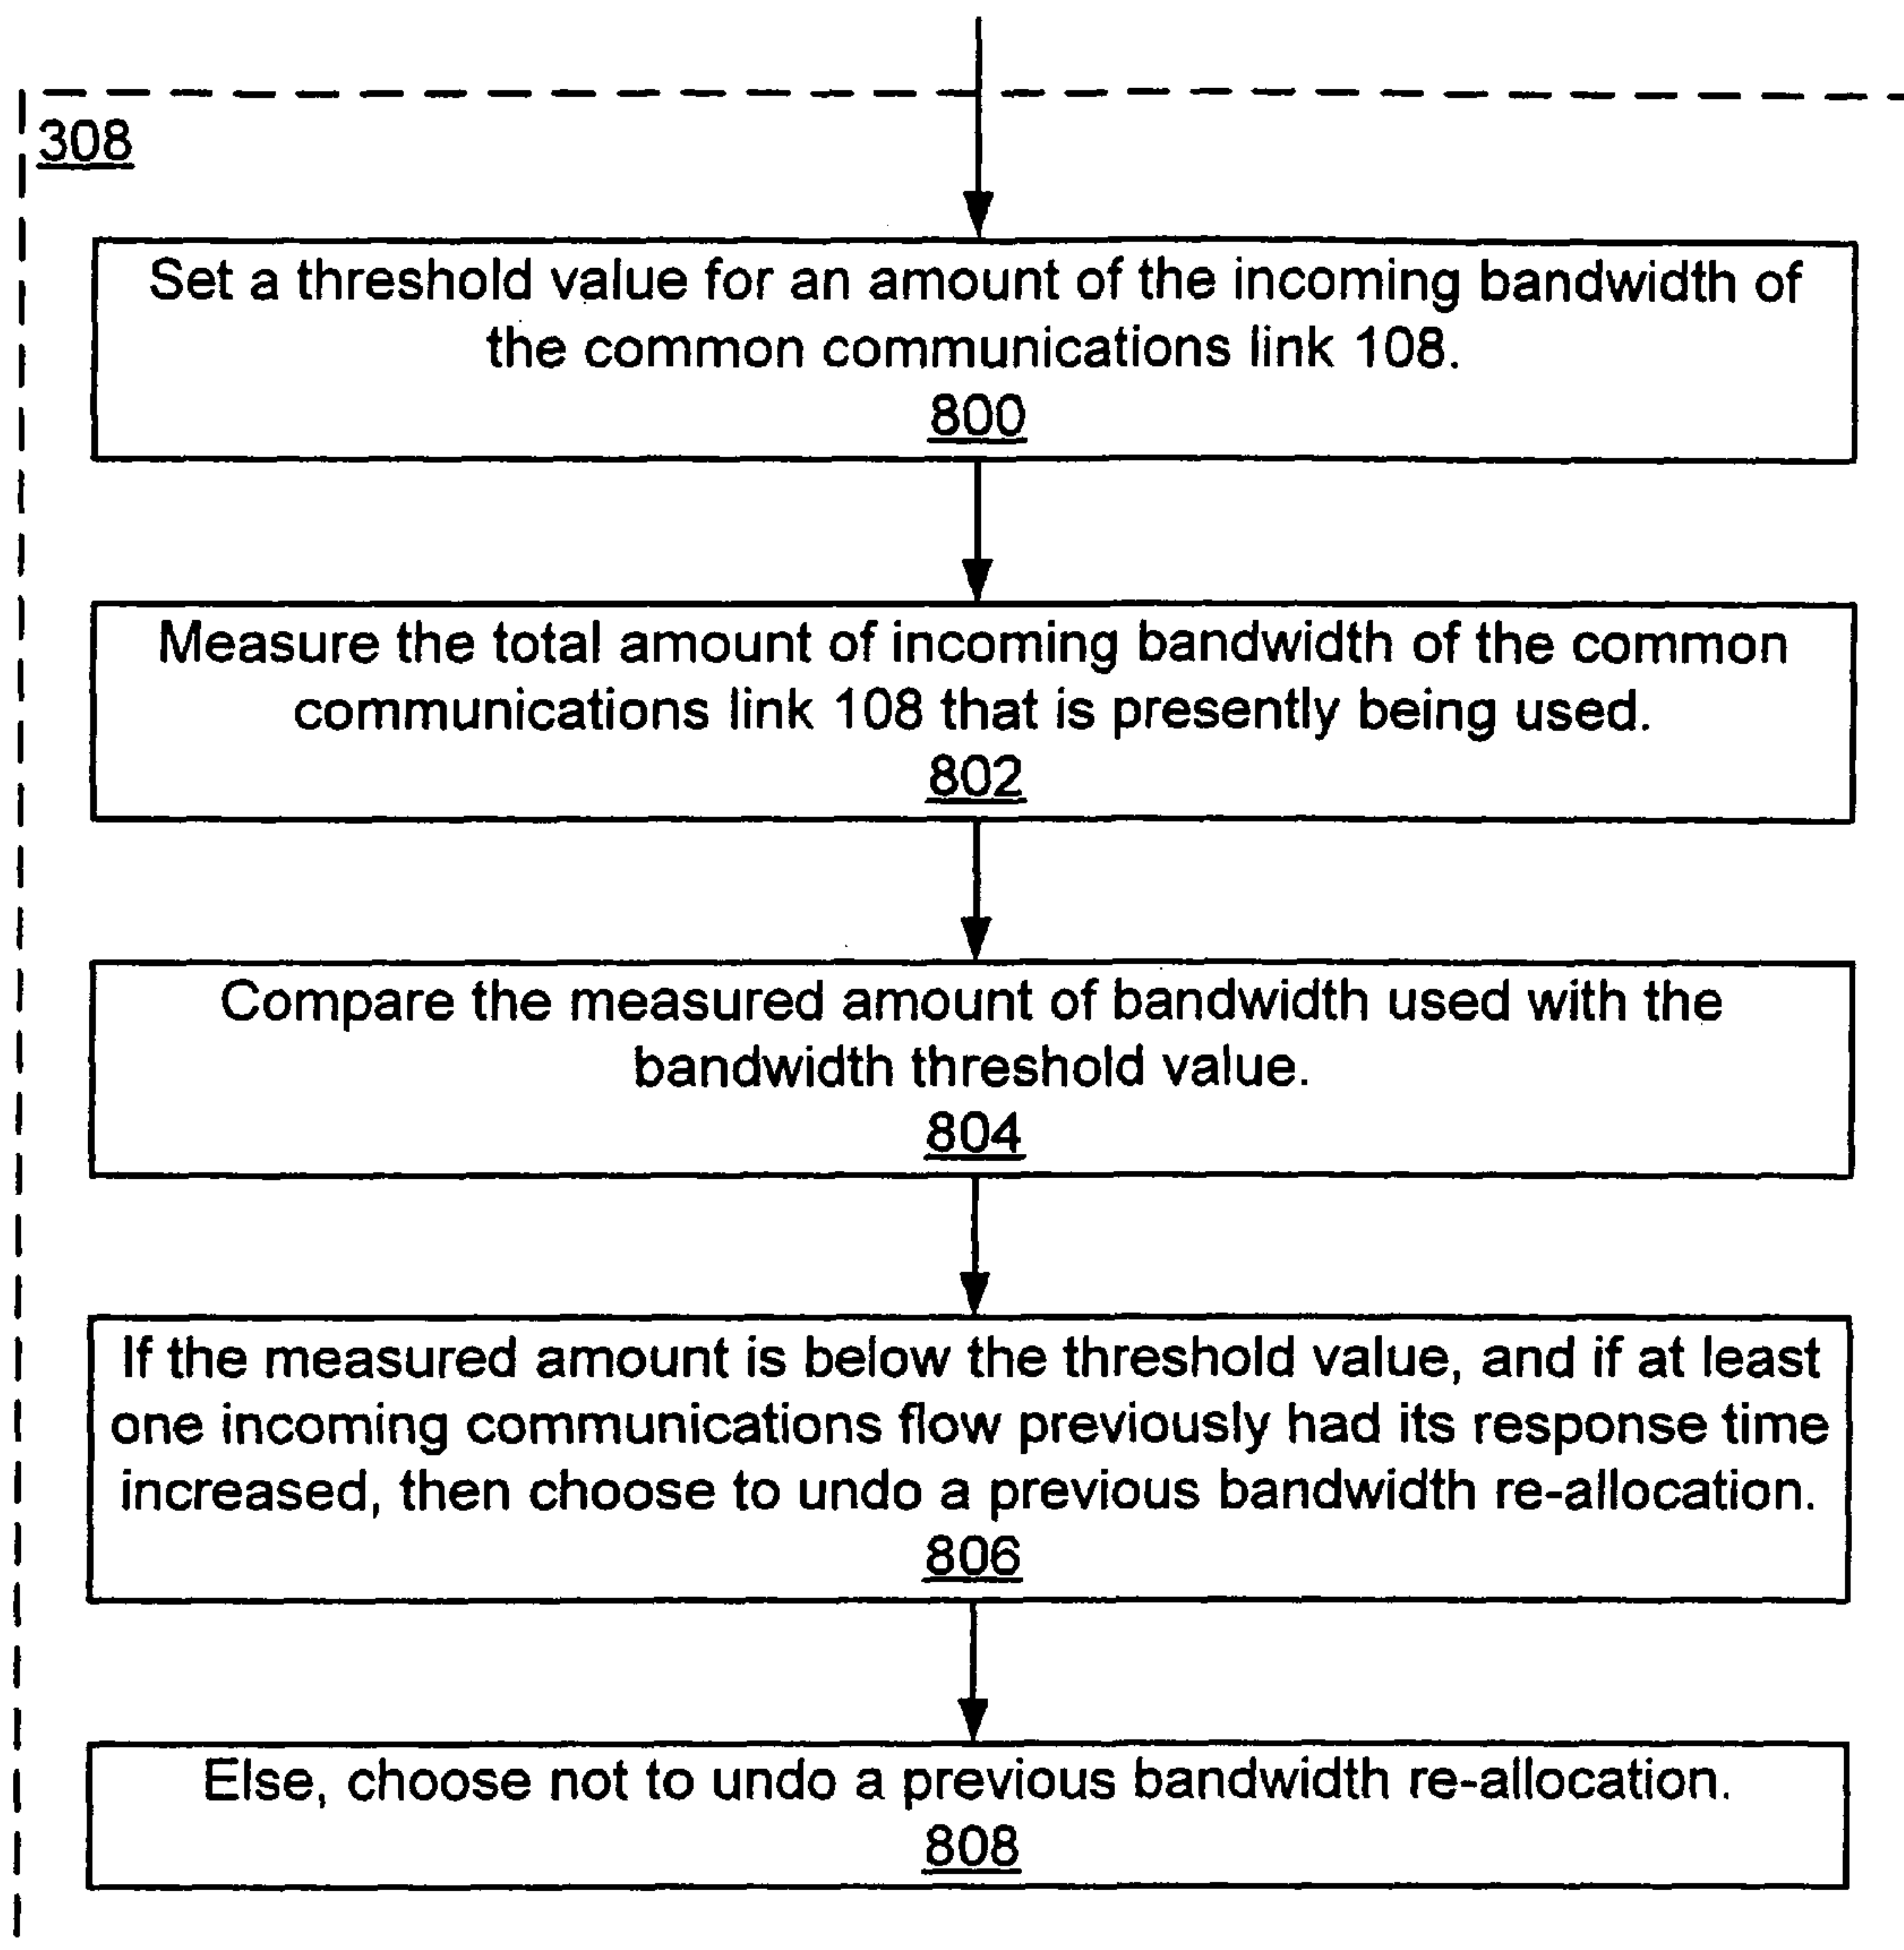 308
Set a threshold value for an amount of the incoming bandwidth of
the common communications link 108.
800
Measure the total amount of incoming bandwidth of the common
communications link 108 that is presently being used.
802
Compare the measured amount of bandwidth used with the
bandwidth threshold value.
804
If the measured amount is below the threshold value, and if at least
one incoming communications flow previously had its response time
increased, then choose to undo a previous bandwidth re-allocation.
806
Else, choose not to undo a previous bandwidth re-allocation.
808